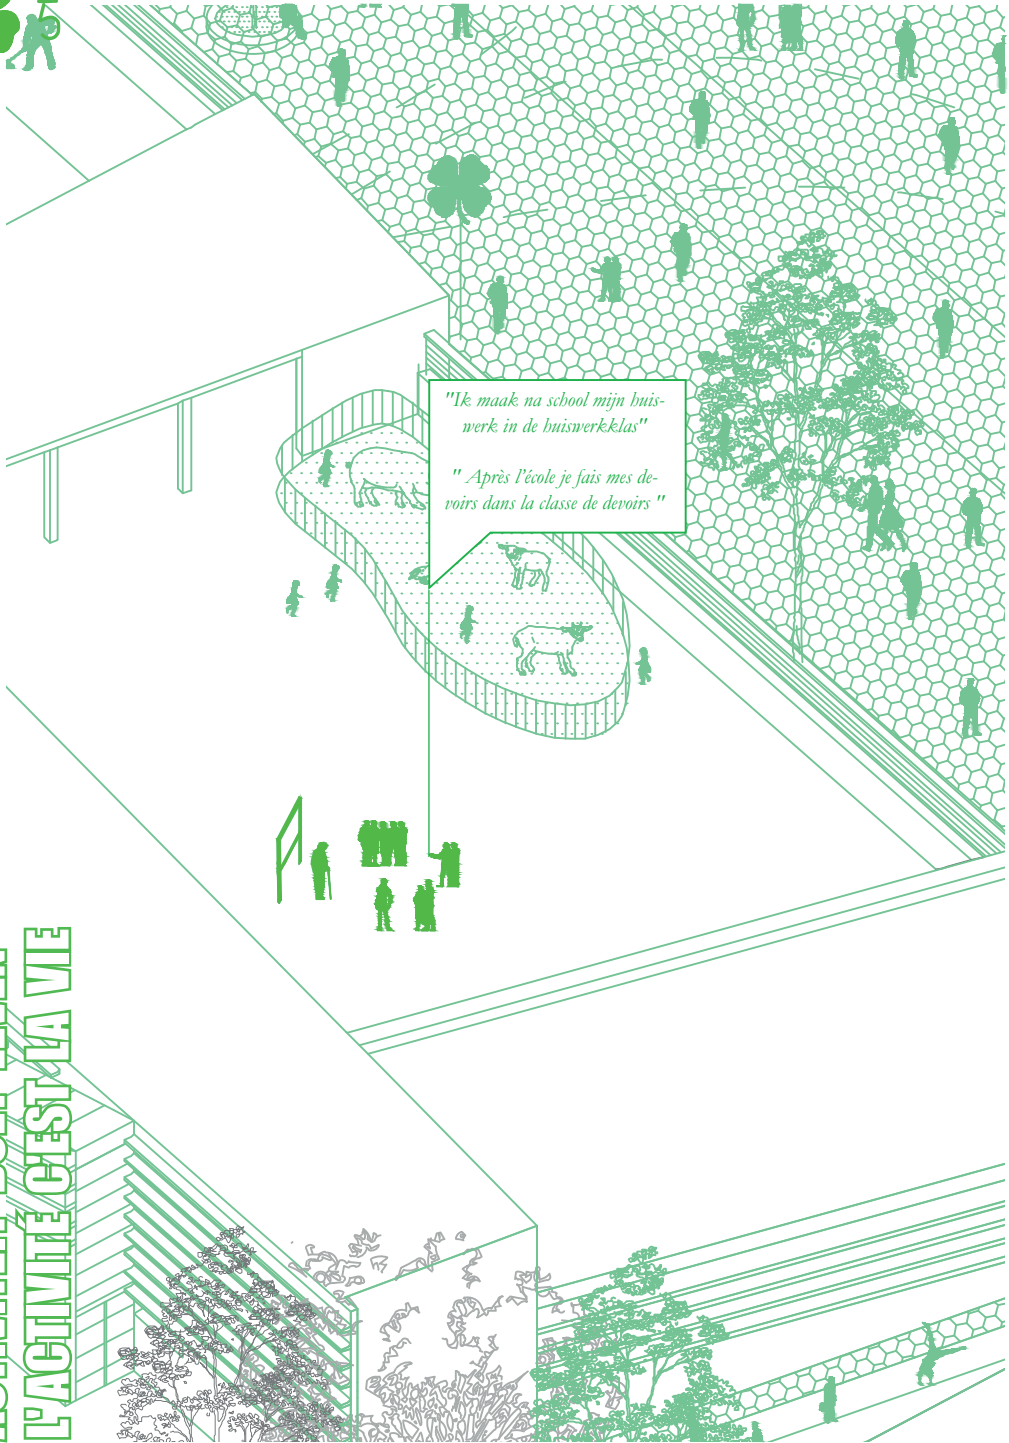 "Ik maak na school mijn huis-
werk in de huiswerkklas"
" Après l'école je fais mes de-
voirs dans la classe de devoirs "
L'ACTIVITÉ C'EST LA VIE